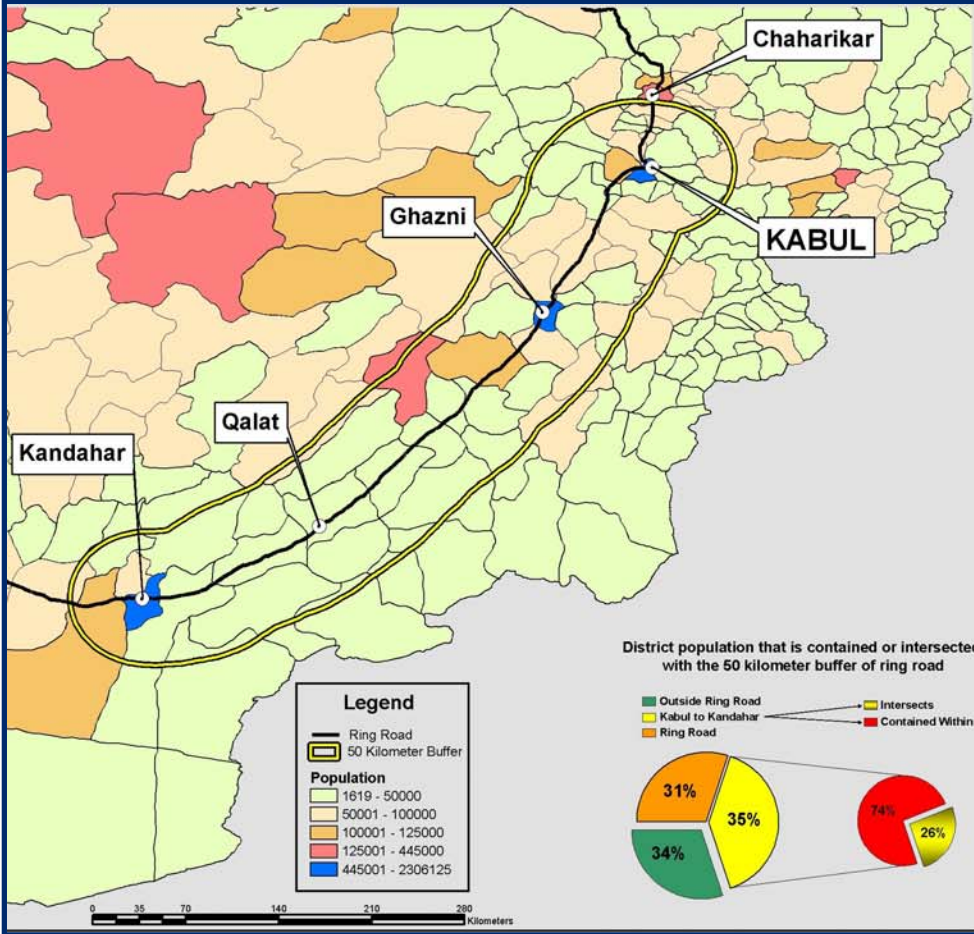 Chaharikar
Ghazni
KABUL
Qalat
Kandahar
Legend
Ring Road
50 Kilometer Buffer
Population
1619 - 50000
50001 - 100000
100001 - 125000
125001 - 445000
445001 - 2306125
0 35 70 140 210 280
Kilometers
District population that is contained or intersected
with the 50 kilometer buffer of ring road
Outside Ring Road
Kabul to Kandahar
Ring Road
Intersects
Contained Within
31%
35%
34%
74%
26%